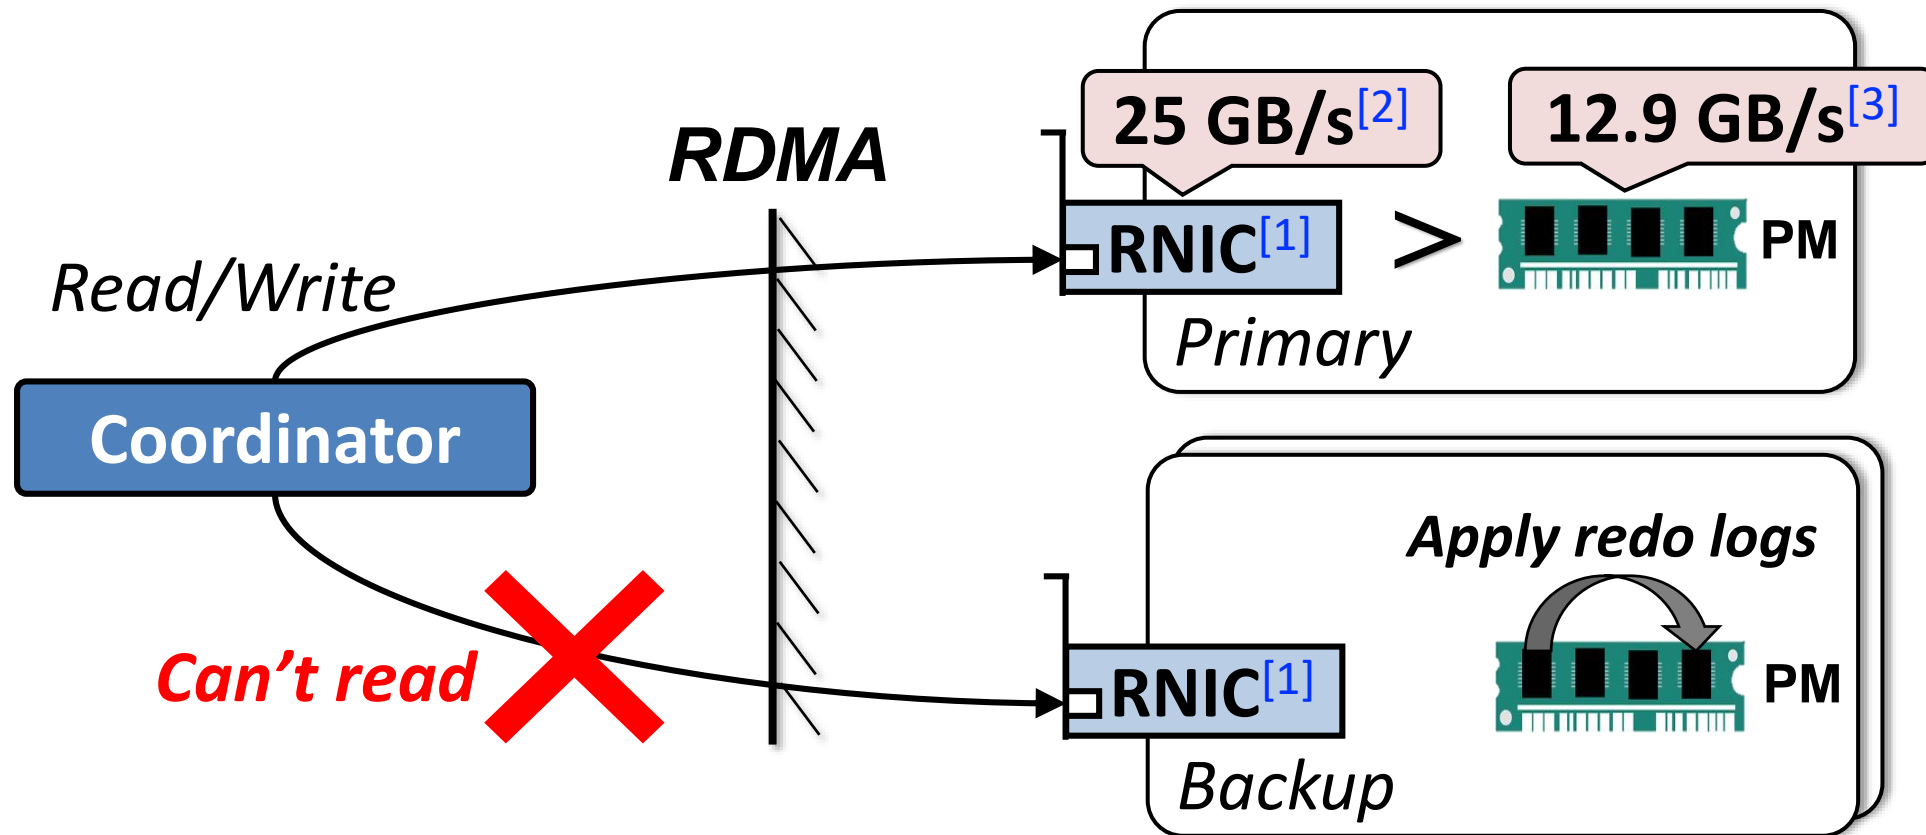 25 GB/s[2]
12.9 GB/s[3]
RDMA
RNIC[1]
>
PM
Read/Write
Primary
Coordinator
Apply redo logs
Can't read
RNIC[1]
PM
Backup